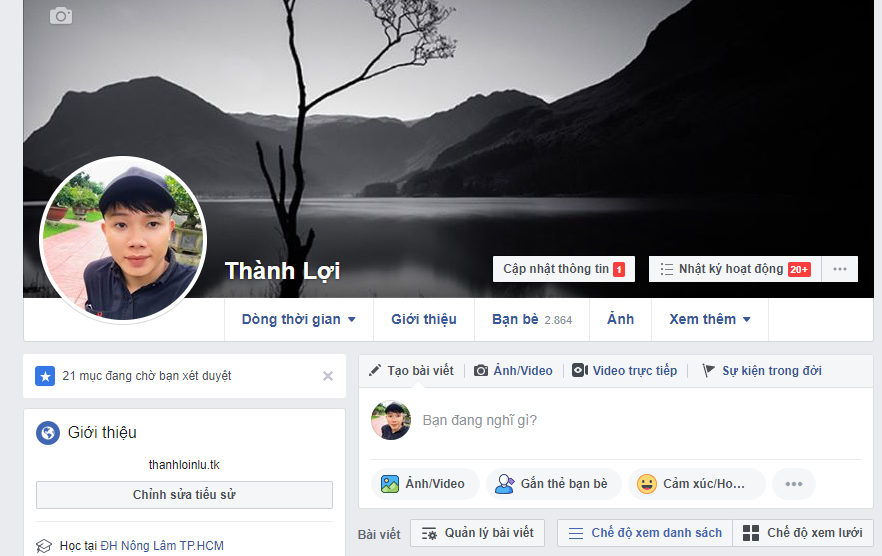 Thành Lợi
Cập nhật thông tin 1
Nhật ký hoạt động 20+
Dòng thời gian
Giới thiệu
Bạn bè 2.864
Ảnh
Xem thêm
21 mục đang chờ bạn xét duyệt
Giới thiệu
thanhloinlu.tk
Chỉnh sửa tiểu sử
Học tại ĐH Nông Lâm TP.HCM
Tạo bài viết
Ảnh/Video
Video trực tiếp
Sự kiện trong đời
Bạn đang nghĩ gì?
Ảnh/Video
Gắn thẻ bạn bè
Cảm xúc/Ho...
Bài viết
Quản lý bài viết
Chế độ xem danh sách
Chế độ xem lưới